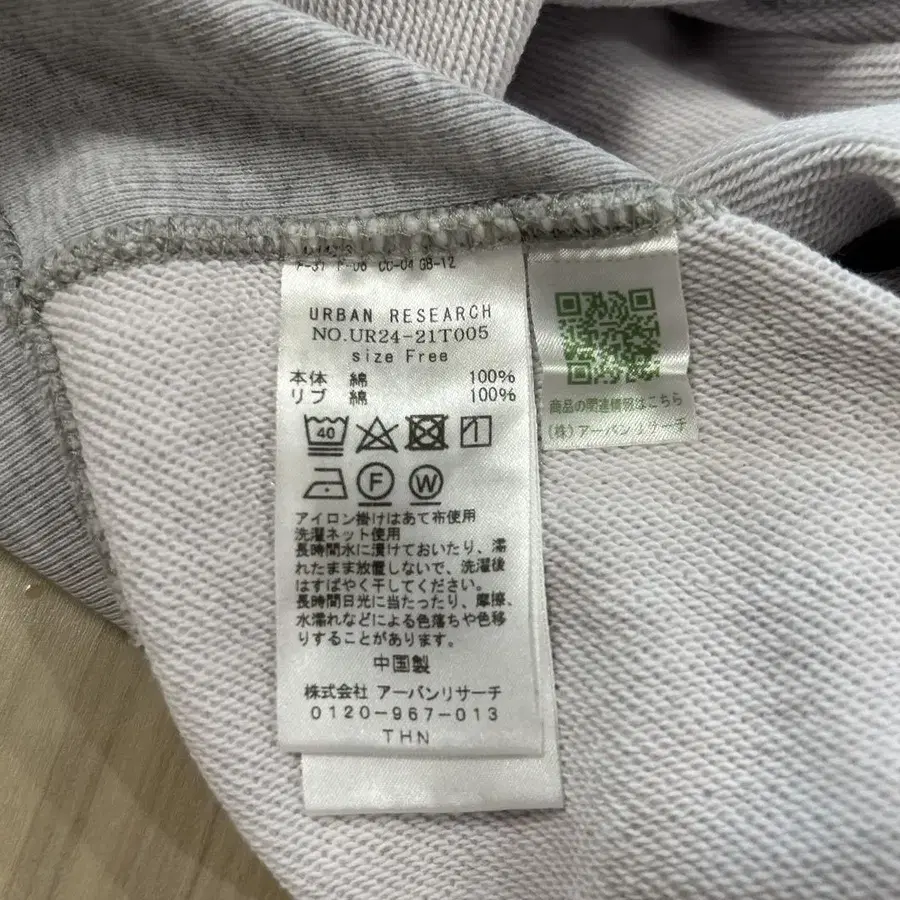 CC-04 GB-12
URBAN RESEARCH
NO.UR24-21T005
size Free
本体 綿 100%
リブ 綿 100%
40
F W
アイロン掛けはあて布使用
洗濯ネット使用
長時間水に漬けておいたり、濡
れたまま放置しないで、洗濯後
はすばやく干してください。
長時間日光に当たったり、摩擦、
水濡れなどによる色落ちや色移
りすることがあります。
中国製
株式会社 アーバンリサーチ
0120-967-013
THN
商品の関連情報はこちら
(株)アーバンリサーチ